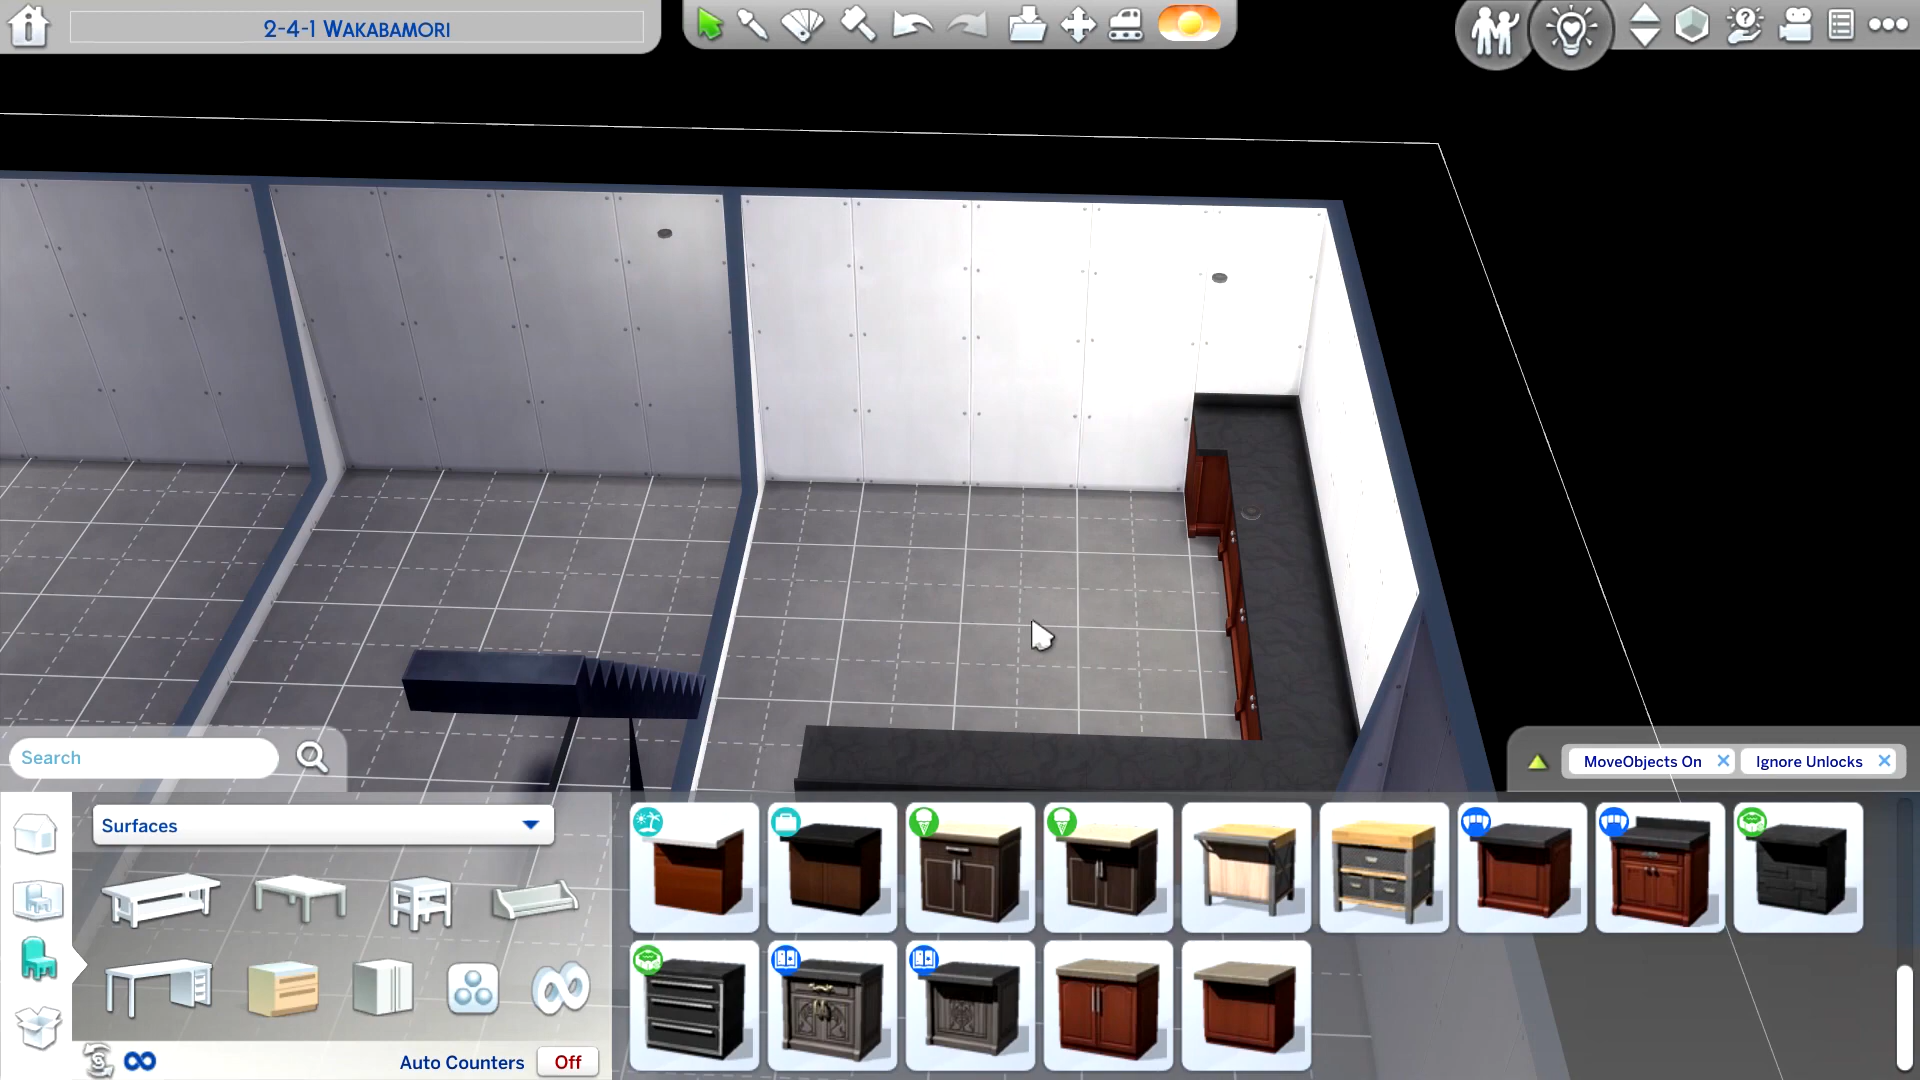 2-4-1 WAKABAMORI
Search
MoveObjects On
Ignore Unlocks
Surfaces
Auto Counters
Off